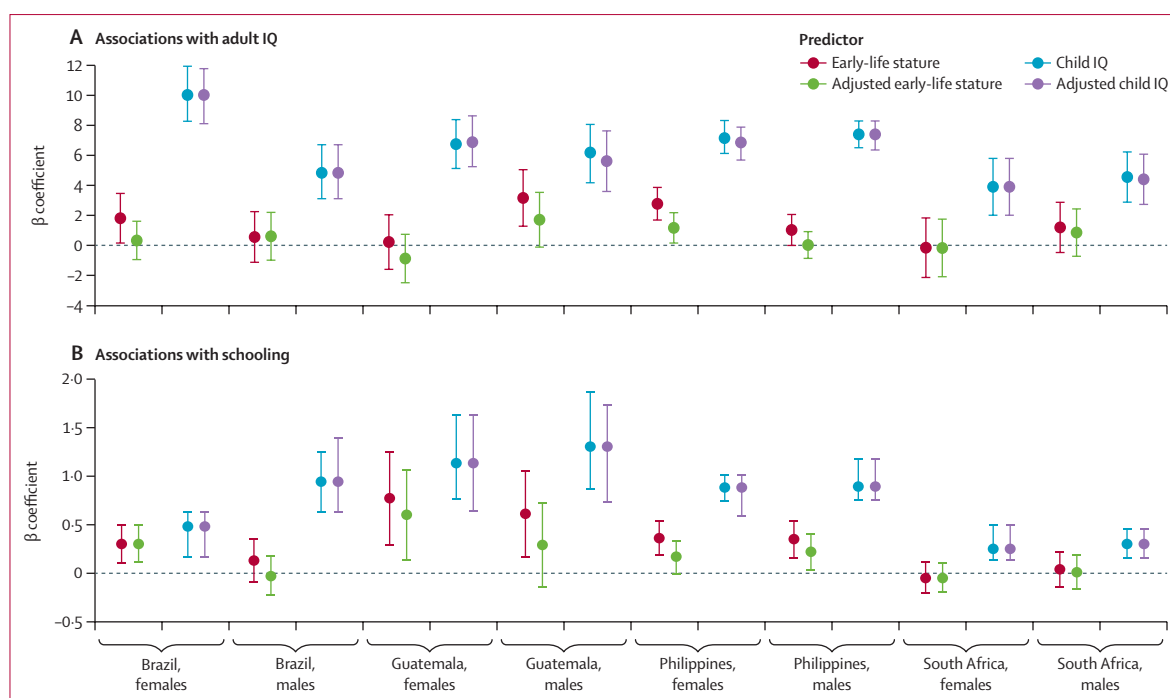 A Associations with adult IQ
Predictor
Early-life stature
Child IQ
Adjusted early-life stature
Adjusted child IQ
12
10
8
6
4
2
0
−2
−4
β coefficient
B Associations with schooling
2·0
1·5
1·0
0·5
0
−0·5
β coefficient
Brazil,
females
Brazil,
males
Guatemala,
females
Guatemala,
males
Philippines,
females
Philippines,
males
South Africa,
females
South Africa,
males